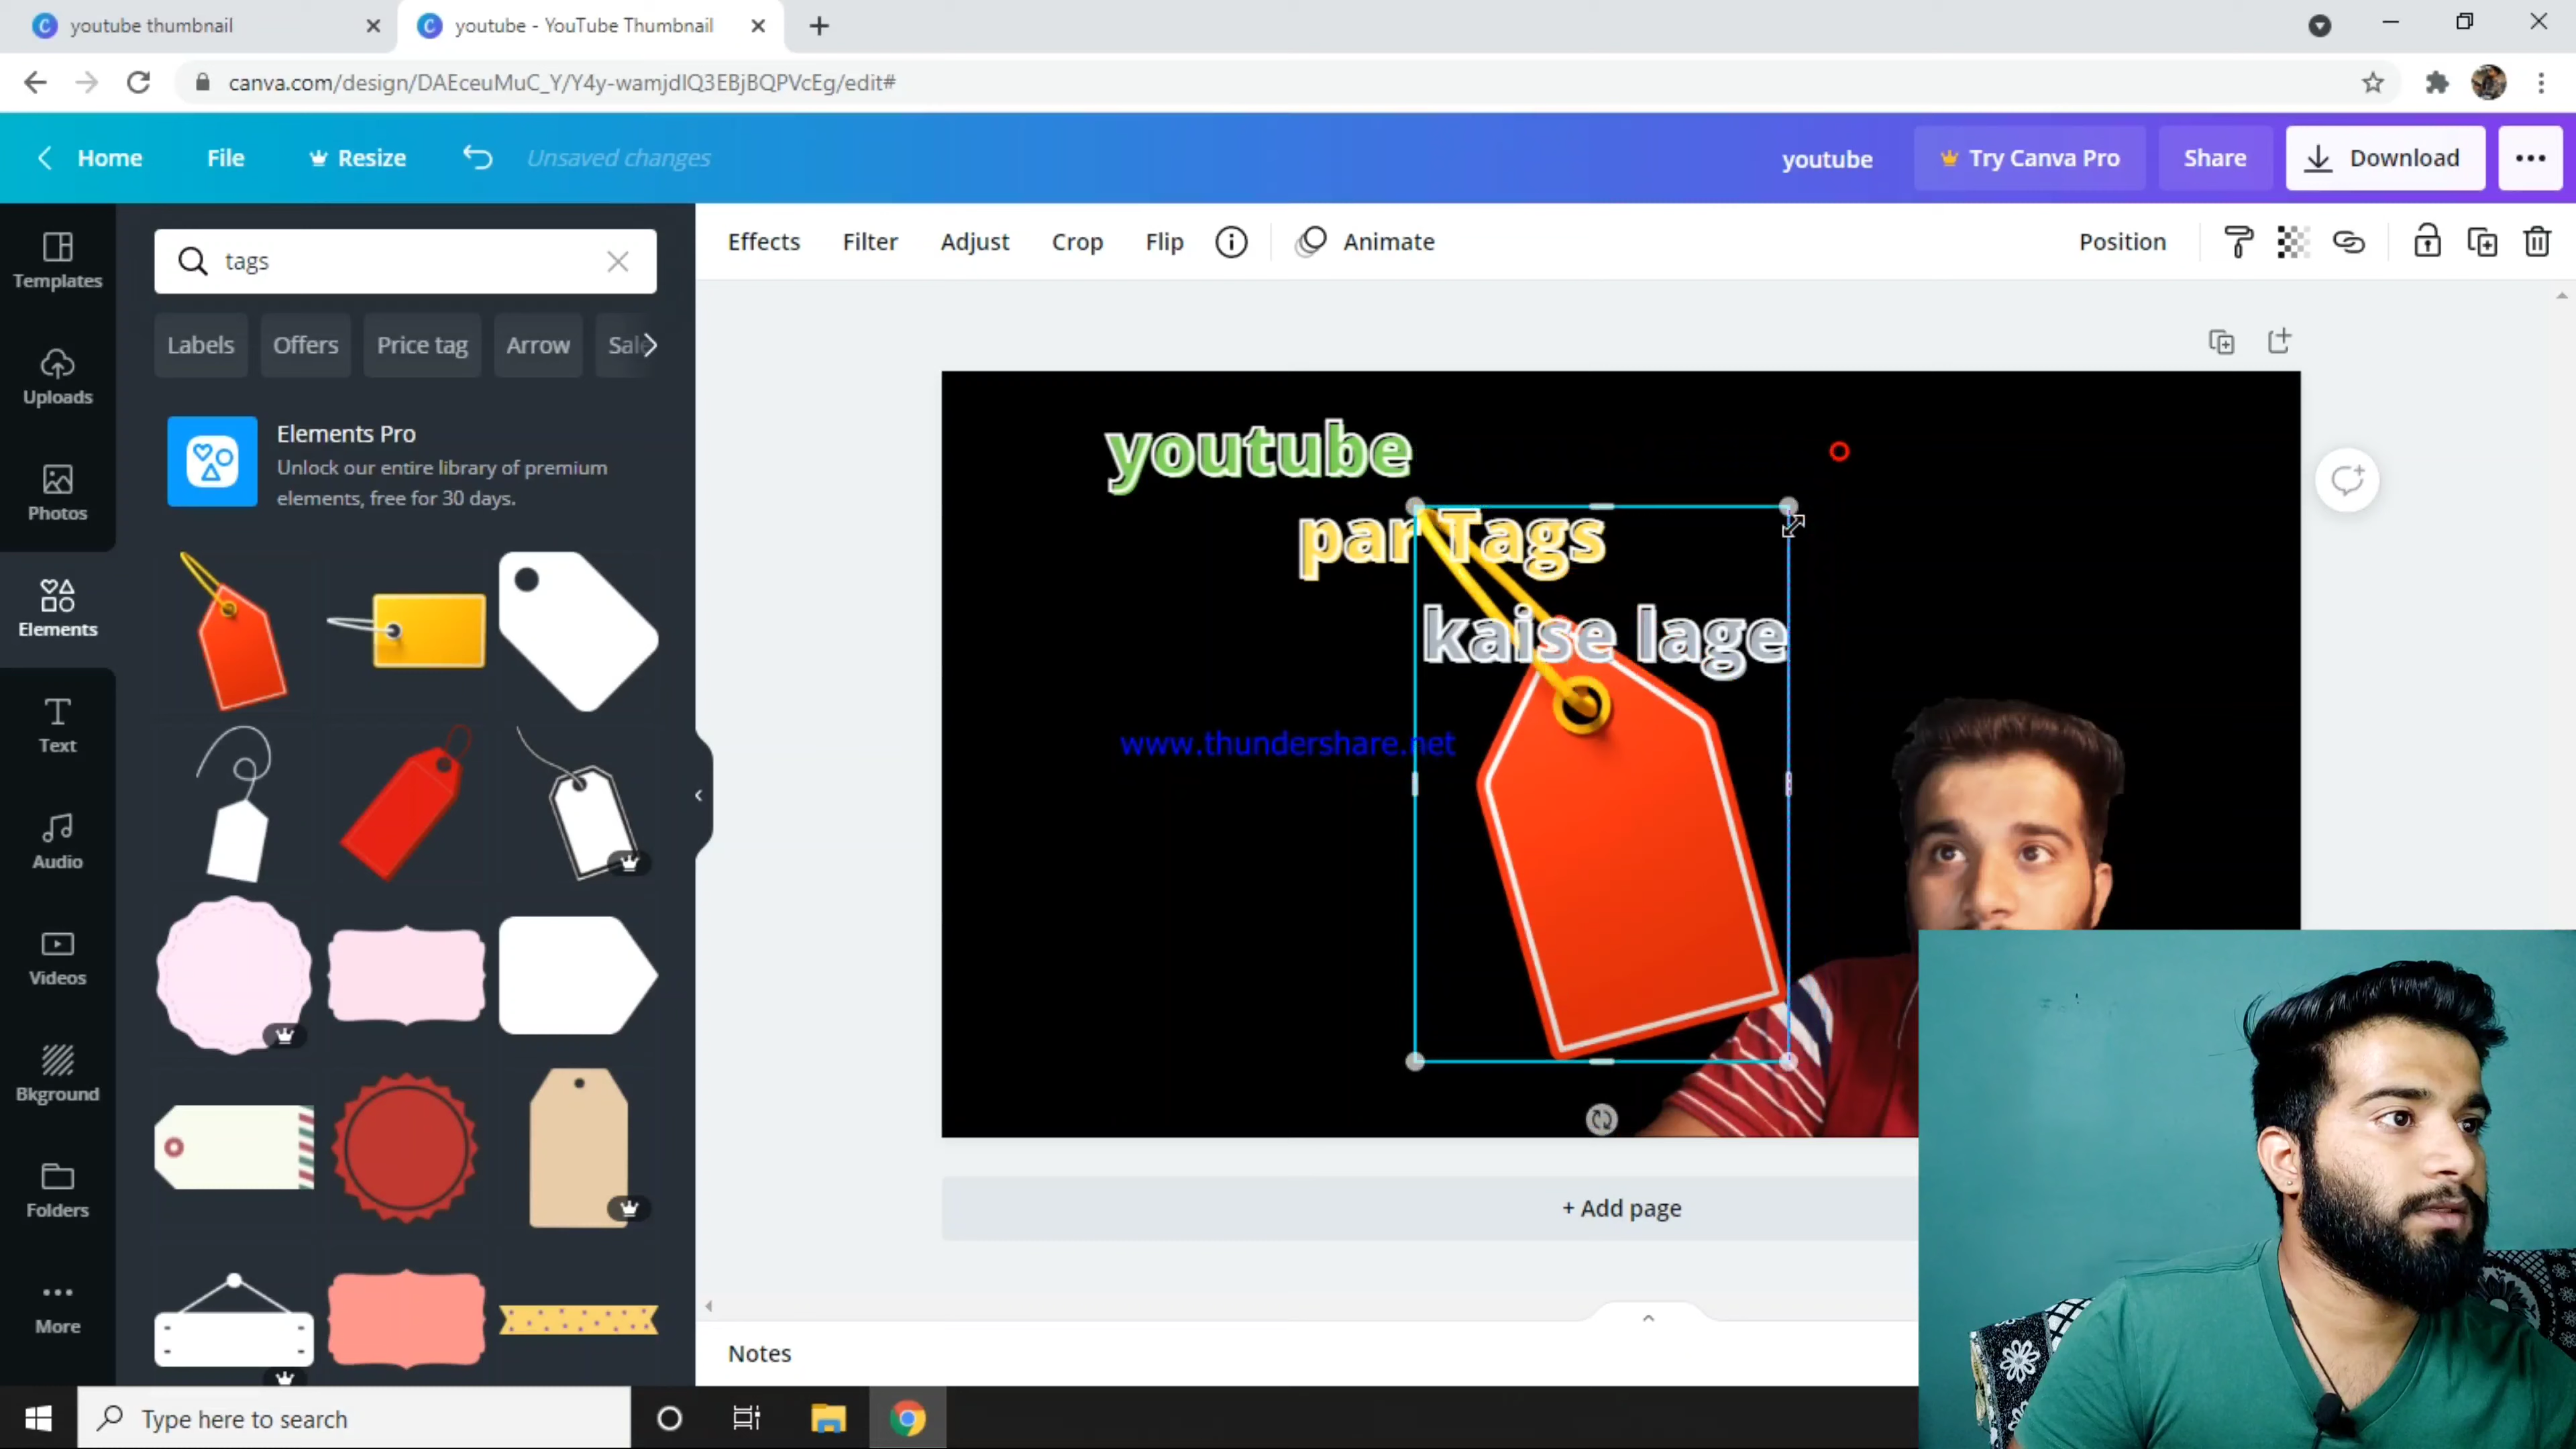 youtube thumbnail
youtube - YouTube Thumbnail
canva.com/design/DAEceuMuC_Y/Y4y-wamjdIQ3EBjBQPVcEg/edit#
Home File Resize Unsaved changes youtube Try Canva Pro Share Download
Templates
Uploads
Photos
Elements
Text
Audio
Videos
Bkground
Folders
More
tags
Labels Offers Price tag Arrow Sale
Elements Pro
Unlock our entire library of premium
elements, free for 30 days.
Effects Filter Adjust Crop Flip Animate Position
youtube
par Tags
kaise lage
www.thundershare.net
+ Add page
Notes
Type here to search